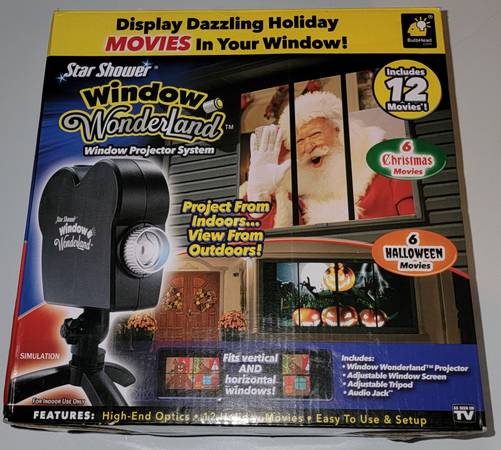 Display Dazzling Holiday
MOVIES In Your Window!
BulbHead
.com
Star Shower®
Window
Wonderland™
Window Projector System
Includes
12
Movies*!
6
Christmas
Movies
Project From
Indoors...
View From
Outdoors!
6
HALLOWEEN
Movies
Star Shower
Window
Wonderland
SIMULATION
FOR INDOOR USE ONLY
Fits vertical
AND
horizontal
windows!
Includes:
• Window Wonderland™ Projector
• Adjustable Window Screen
• Adjustable Tripod
• Audio Jack
AS SEEN ON
TV
FEATURES: High-End Optics • 12 Holiday Movies • Easy To Use & Setup